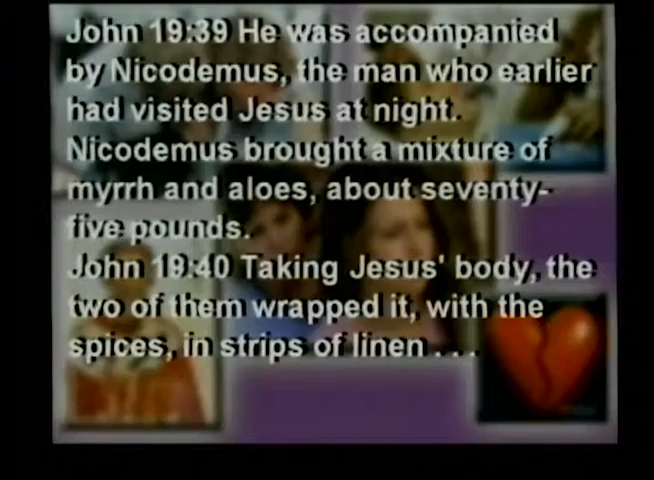 John 19:39 He was accompanied
by Nicodemus, the man who earlier
had visited Jesus at night.
Nicodemus brought a mixture of
myrrh and aloes, about seventy-
five pounds.
John 19:40 Taking Jesus' body, the
two of them wrapped it, with the
spices, in strips of linen . . .